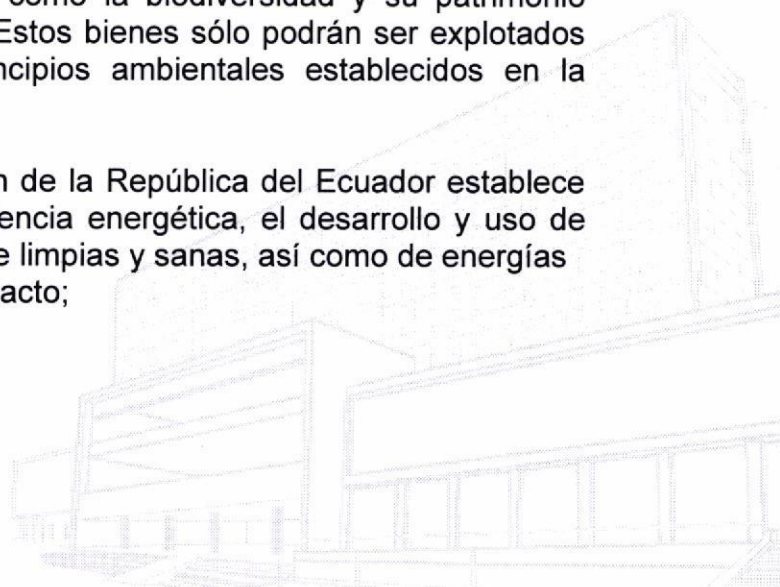 como la biodiversidad y su patrimonio
Estos bienes sólo podrán ser explotados
ncipios ambientales establecidos en la
n de la República del Ecuador establece
encia energética, el desarrollo y uso de
e limpias y sanas, así como de energías
acto;